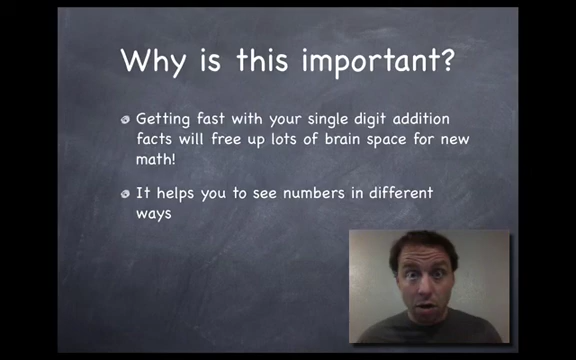 Why is this important?
Getting fast with your single digit addition
facts will free up lots of brain space for new
math!
It helps you to see numbers in different
ways